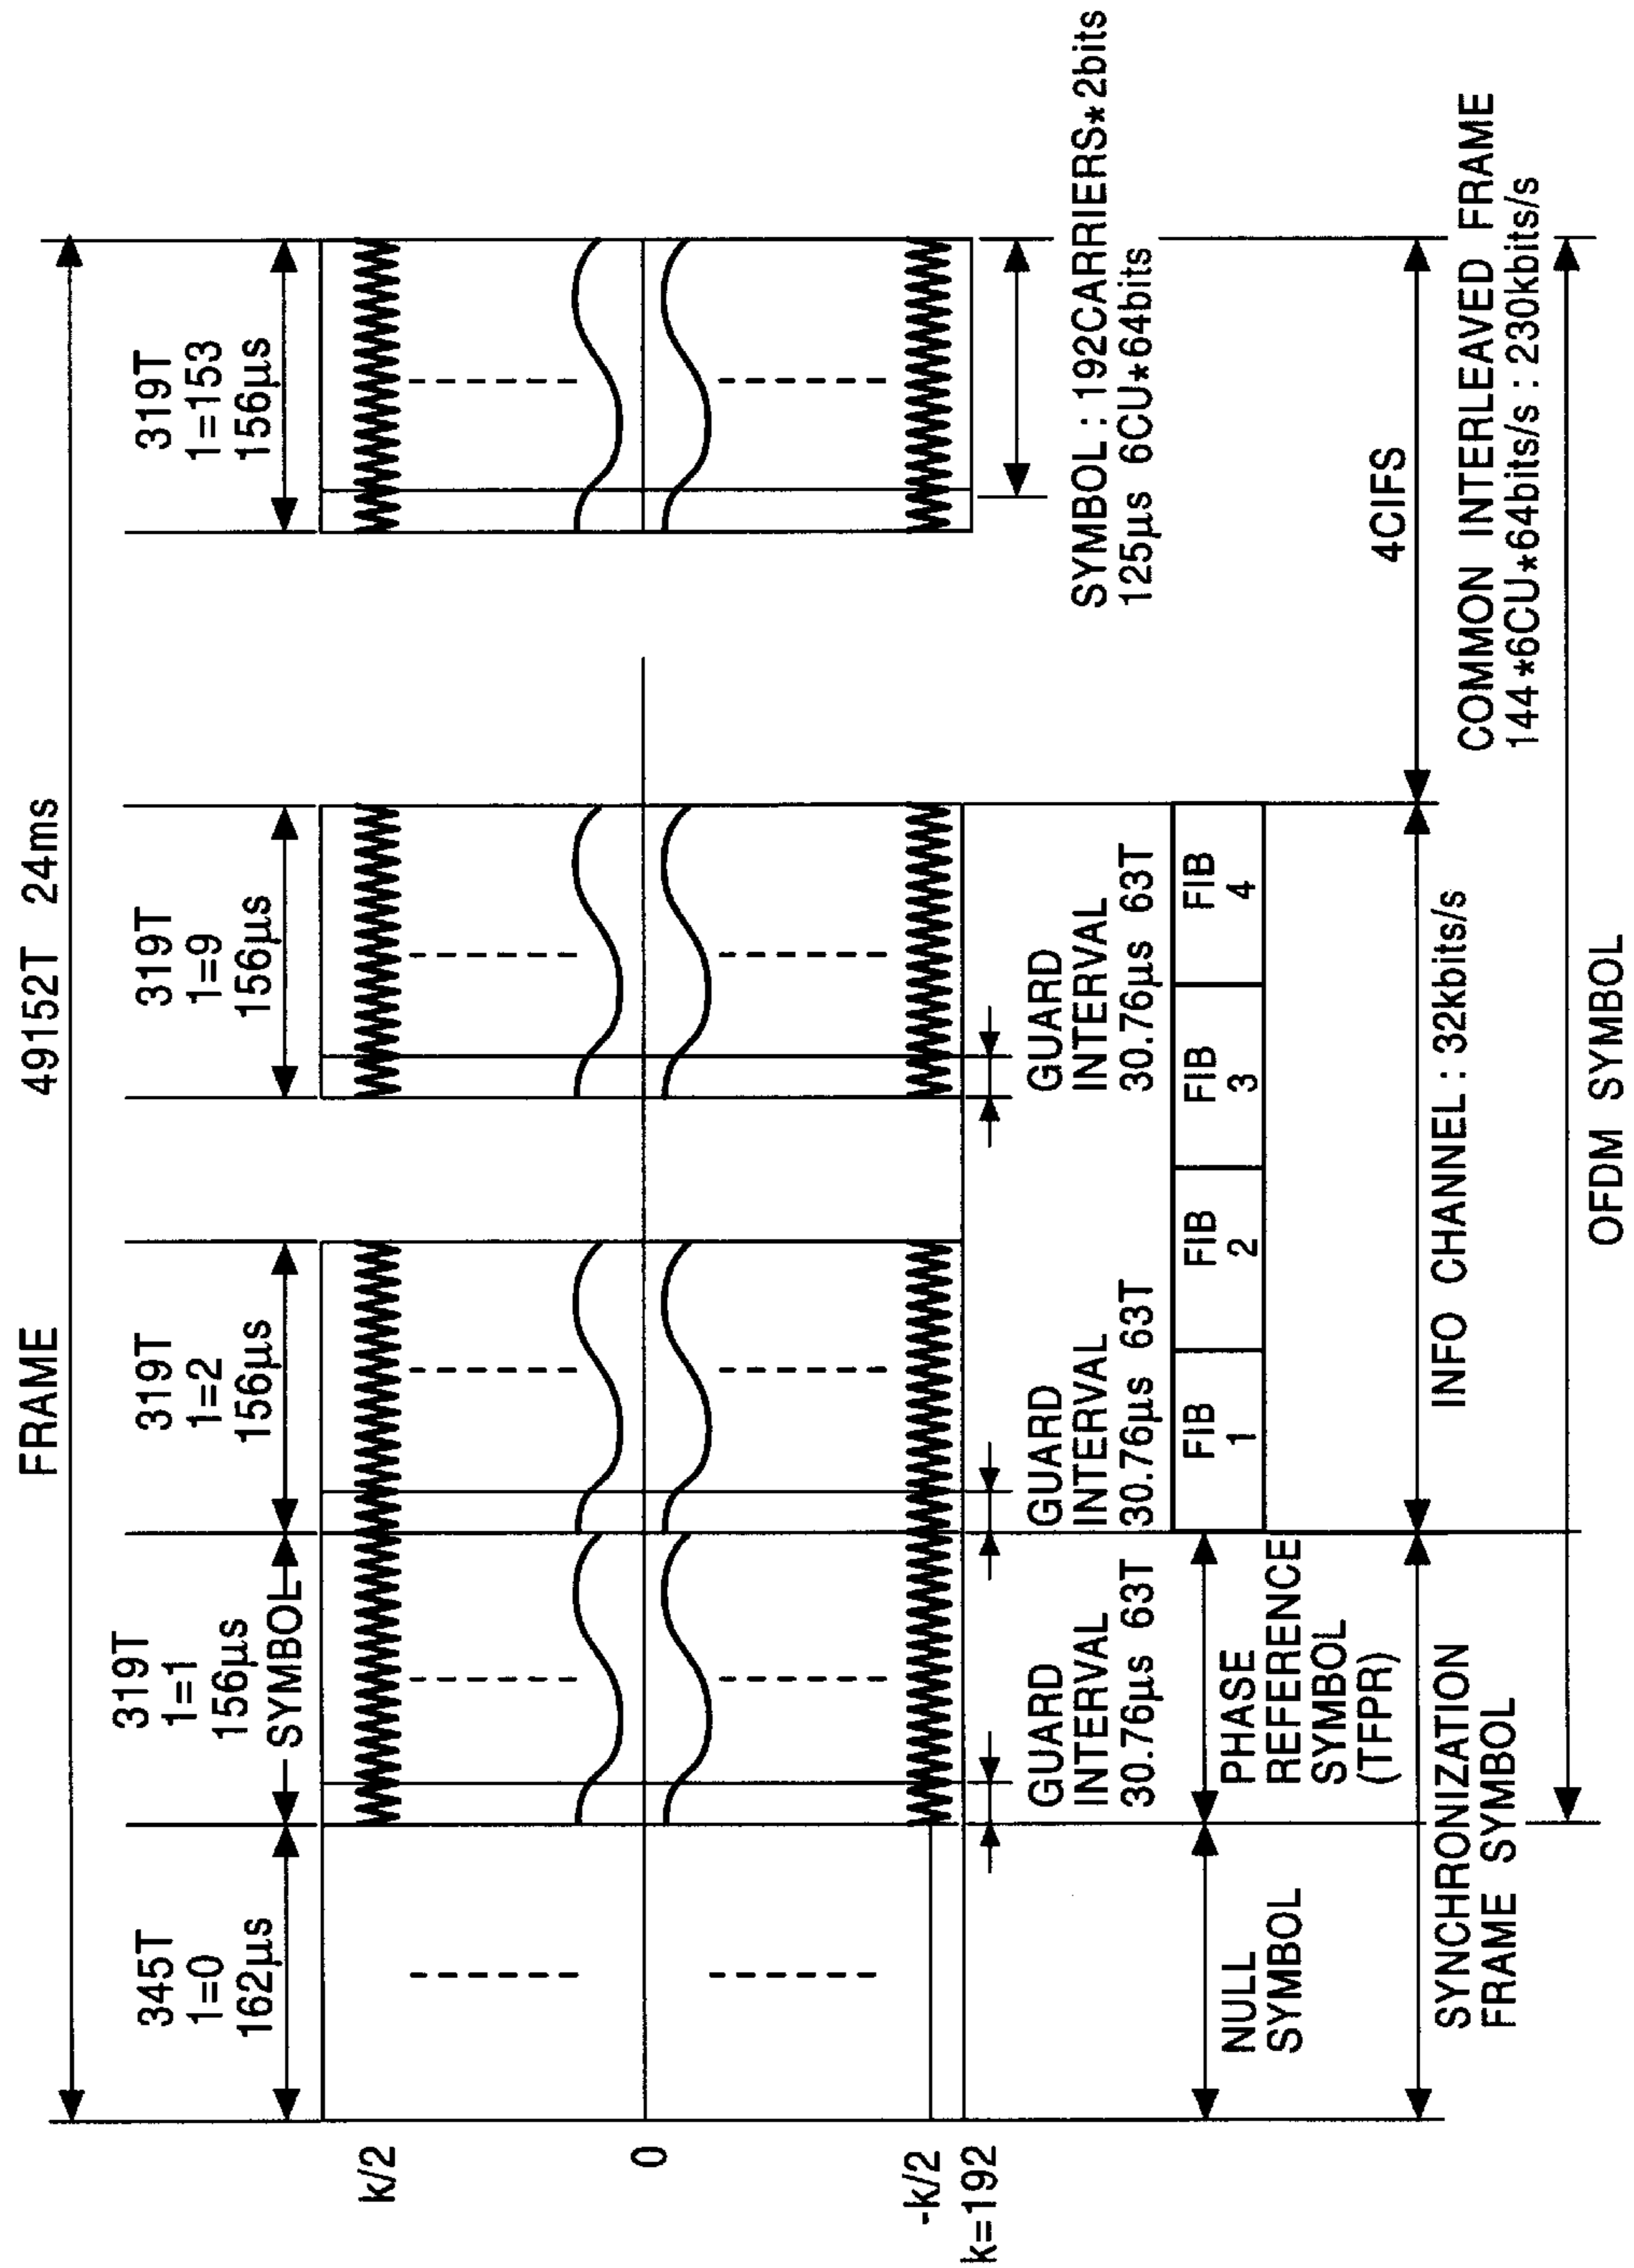 FRAME 49152T 24ms
345T
1=0
162µs
319T
1=1
156µs
SYMBOL
319T
1=2
156µs
319T
1=9
156µs
319T
1=153
156µs
k/2
0
-k/2
k=192
GUARD
INTERVAL
30.76µs 63T
GUARD
INTERVAL
30.76µs 63T
GUARD
INTERVAL
30.76µs 63T
SYMBOL : 192CARRIERS*2bits
125µs 6CU*64bits
NULL
SYMBOL
PHASE
REFERENCE
SYMBOL
(TFPR)
FIB
1
FIB
2
FIB
3
FIB
4
4CIFS
SYNCHRONIZATION
FRAME SYMBOL
INFO CHANNEL : 32kbits/s
COMMON INTERLEAVED FRAME
144*6CU*64bits/s : 230kbits/s
OFDM SYMBOL